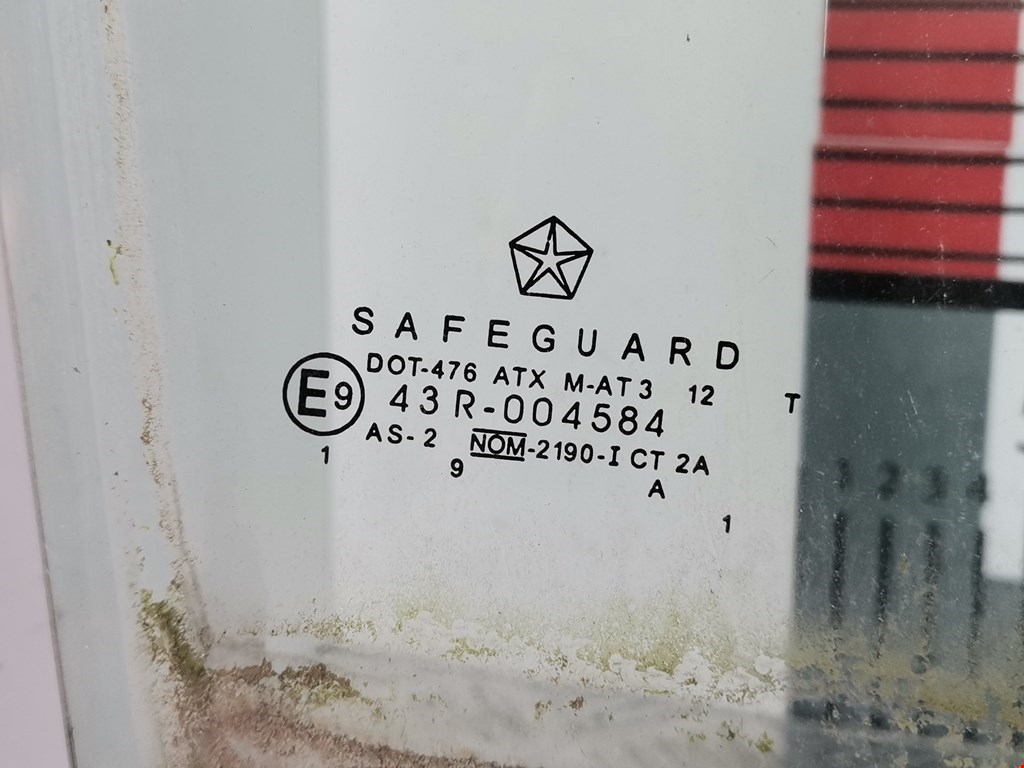 SAFEGUARD
DOT-476 ATX M-AT3 12 T
E9 43R-004584
AS-2 NOM-2190-I CT 2A
1 9 A
1
1 2 3 4